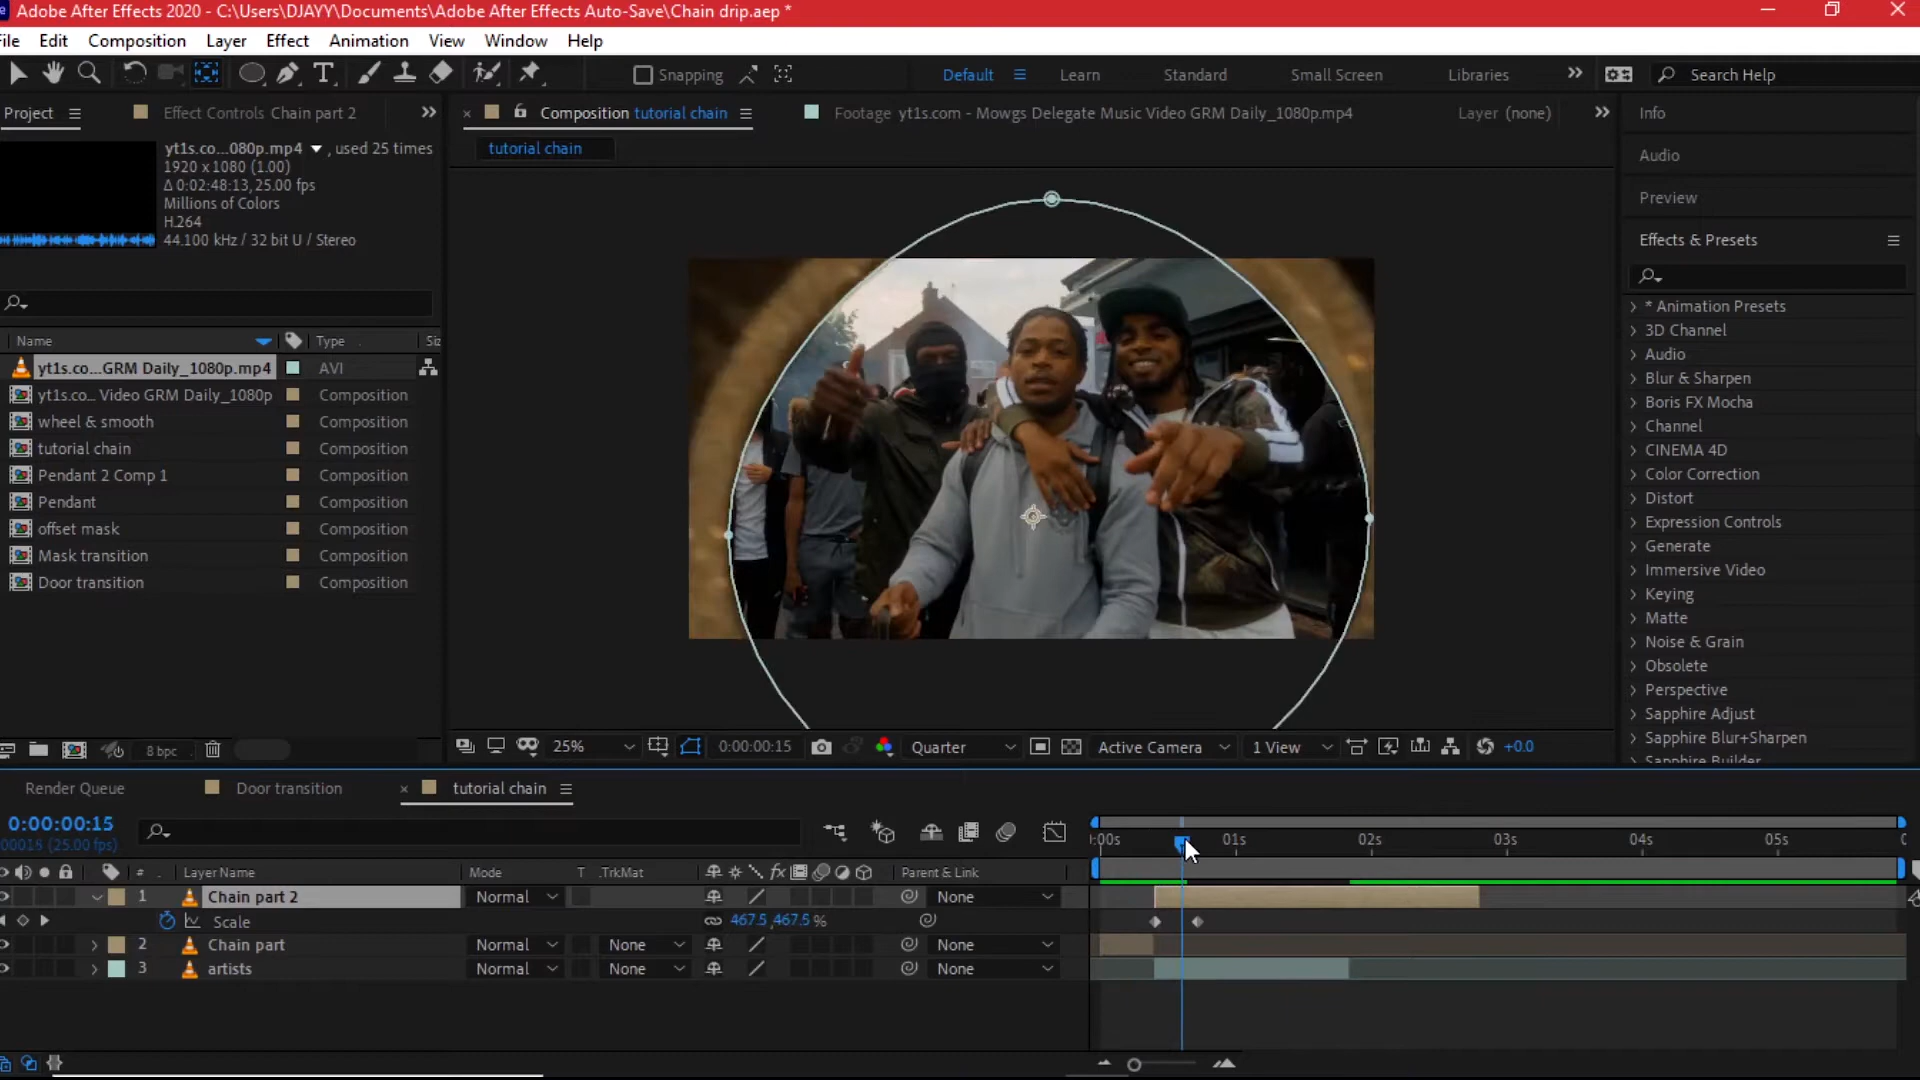 Adobe After Effects 2020 - C:\Users\DJAYY\Documents\Adobe After Effects Auto-Save\Chain drip.aep *
File Edit Composition Layer Effect Animation View Window Help
Snapping Default Learn Standard Small Screen Libraries Search Help
Project Effect Controls Chain part 2
Composition tutorial chain Footage yt1s.com - Mowgs Delegate Music Video GRM Daily_1080p.mp4 Layer (none)
tutorial chain
yt1s.co...080p.mp4 , used 25 times
1920 x 1080 (1.00)
Δ 0:02:48:13, 25.00 fps
Millions of Colors
H.264
44.100 kHz / 32 bit U / Stereo
Name Type Siz
yt1s.co...GRM Daily_1080p.mp4 AVI
yt1s.co... Video GRM Daily_1080p Composition
wheel & smooth Composition
tutorial chain Composition
Pendant 2 Comp 1 Composition
Pendant Composition
offset mask Composition
Mask transition Composition
Door transition Composition
8 bpc
25% 0:00:00:15 Quarter Active Camera 1 View +0.0
Info
Audio
Preview
Effects & Presets
* Animation Presets
3D Channel
Audio
Blur & Sharpen
Boris FX Mocha
Channel
CINEMA 4D
Color Correction
Distort
Expression Controls
Generate
Immersive Video
Keying
Matte
Noise & Grain
Obsolete
Perspective
Sapphire Adjust
Sapphire Blur+Sharpen
Sapphire Builder
Render Queue Door transition tutorial chain
0:00:00:15
00015 (25.00 fps)
:00s 01s 02s 03s 04s 05s
# Layer Name Mode T .TrkMat fx Parent & Link
1 Chain part 2 Normal None
Scale 467.5,467.5 %
2 Chain part Normal None None
3 artists Normal None None